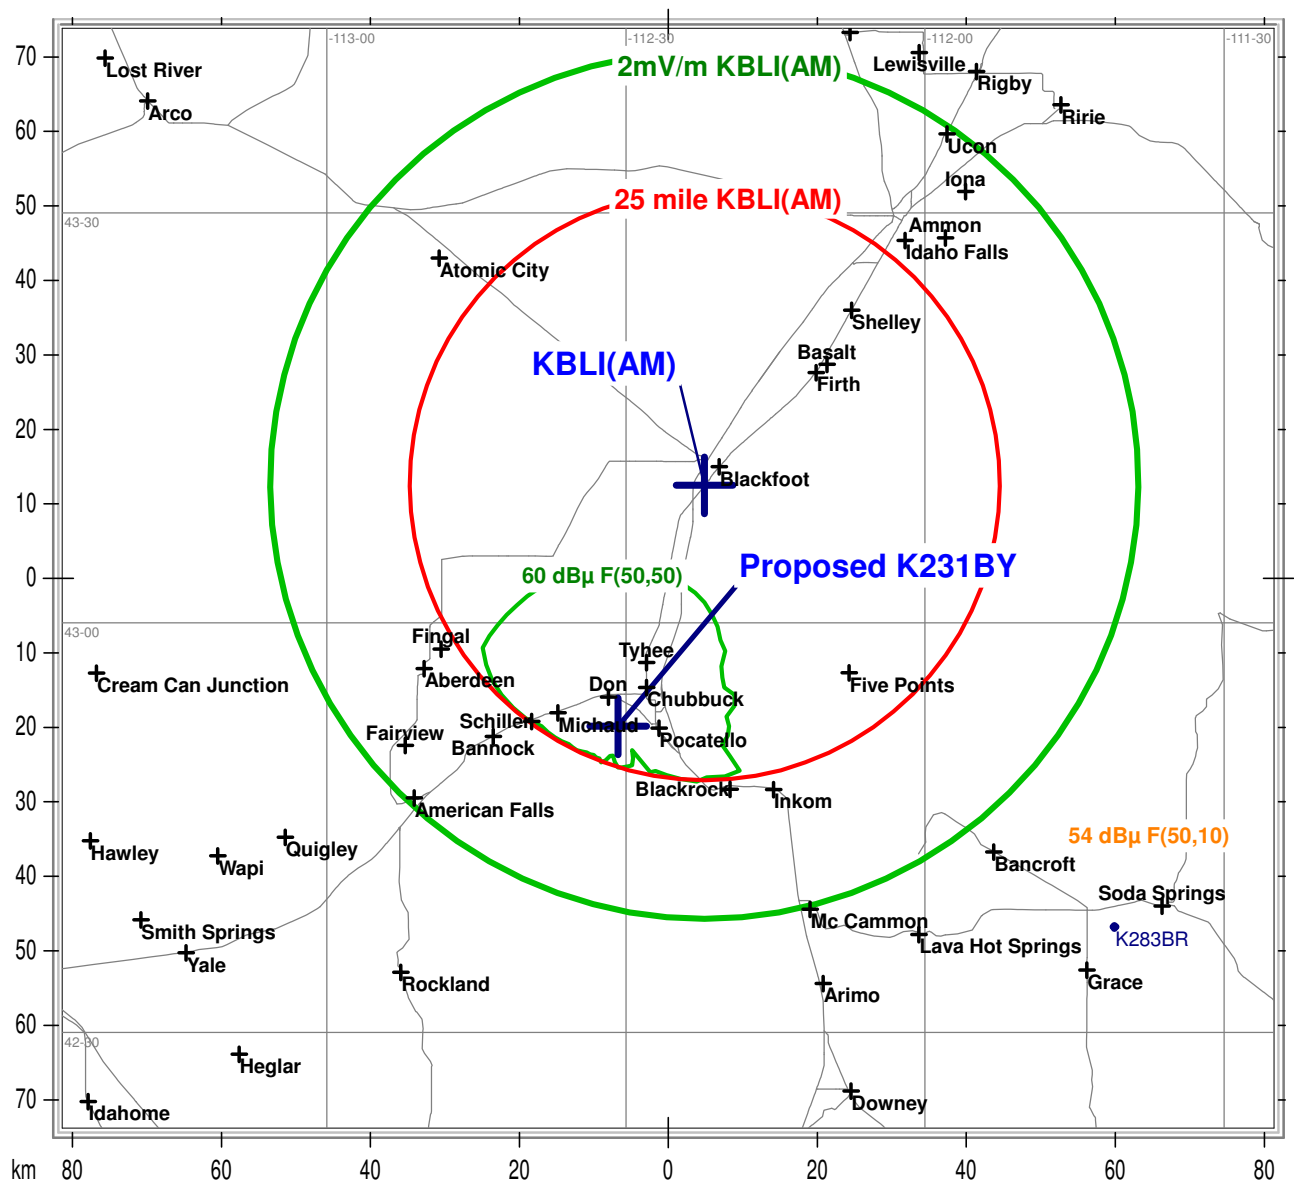 -113-00
-112-30
-112-00
-111-30
70
Lost River
2mV/m KBLI(AM)
Lewisville
Rigby
Arco
Ririe
60
Ucon
Iona
50
25 mile KBLI(AM)
43-30
Ammon
Idaho Falls
40
Atomic City
Shelley
30
Basalt
KBLI(AM)
Firth
20
Blackfoot
10
0
60 dBµ F(50,50)
Proposed K231BY
43-00
Fingal
10
Tyhee
Cream Can Junction
Aberdeen
Don
Chubbuck
Five Points
20
Schiller
Michaud
Fairview
Bannock
Pocatello
30
Blackrock
Inkom
American Falls
54 dBµ F(50,10)
Hawley
Quigley
Wapi
Bancroft
40
Soda Springs
Smith Springs
Mc Cammon
K283BR
50
Lava Hot Springs
Yale
Rockland
Grace
Arimo
60
42-30
Heglar
70
Idahome
Downey
km
80
60
40
20
0
20
40
60
80